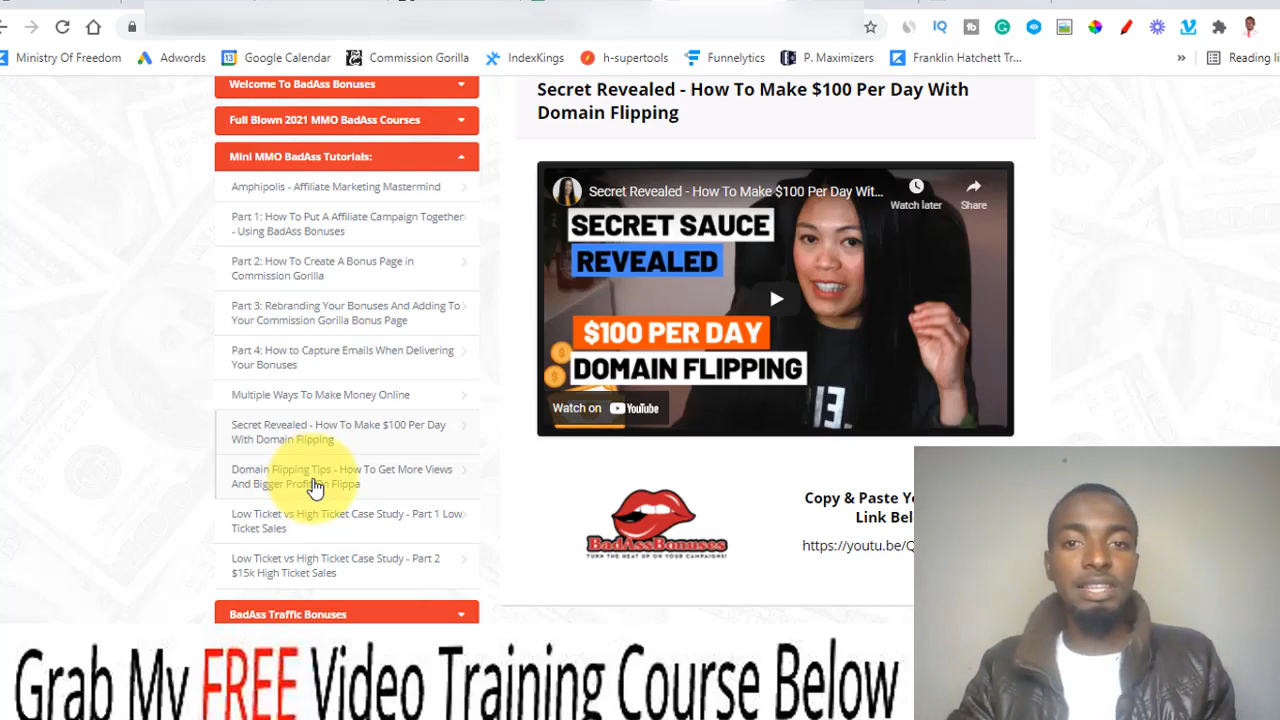 Ministry Of Freedom
Adwords
Google Calendar
Commission Gorilla
IndexKings
h-supertools
Funnelytics
P. Maximizers
Franklin Hatchett Tr...
»
Reading li
Welcome To BadAss Bonuses
Full Blown 2021 MMO BadAss Courses
Mini MMO BadAss Tutorials:
Amphipolis - Affiliate Marketing Mastermind
Part 1: How To Put A Affiliate Campaign Together
- Using BadAss Bonuses
Part 2: How To Create A Bonus Page in
Commission Gorilla
Part 3: Rebranding Your Bonuses And Adding To
Your Commission Gorilla Bonus Page
Part 4: How to Capture Emails When Delivering
Your Bonuses
Multiple Ways To Make Money Online
Secret Revealed - How To Make $100 Per Day
With Domain Flipping
Domain Flipping Tips - How To Get More Views
And Bigger Profits on Flippa
Low Ticket vs High Ticket Case Study - Part 1 Low
Ticket Sales
Low Ticket vs High Ticket Case Study - Part 2
$15k High Ticket Sales
BadAss Traffic Bonuses
Secret Revealed - How To Make $100 Per Day With
Domain Flipping
Secret Revealed - How To Make $100 Per Day Wit...
Watch later
Share
SECRET SAUCE
REVEALED
$100 PER DAY
DOMAIN FLIPPING
Watch on YouTube
BadAssBonuses
TURN THE HEAT UP ON YOUR CAMPAIGNS!
Copy & Paste Yo
Link Bel
https://youtu.be/Q
Grab My FREE Video Training Course Below